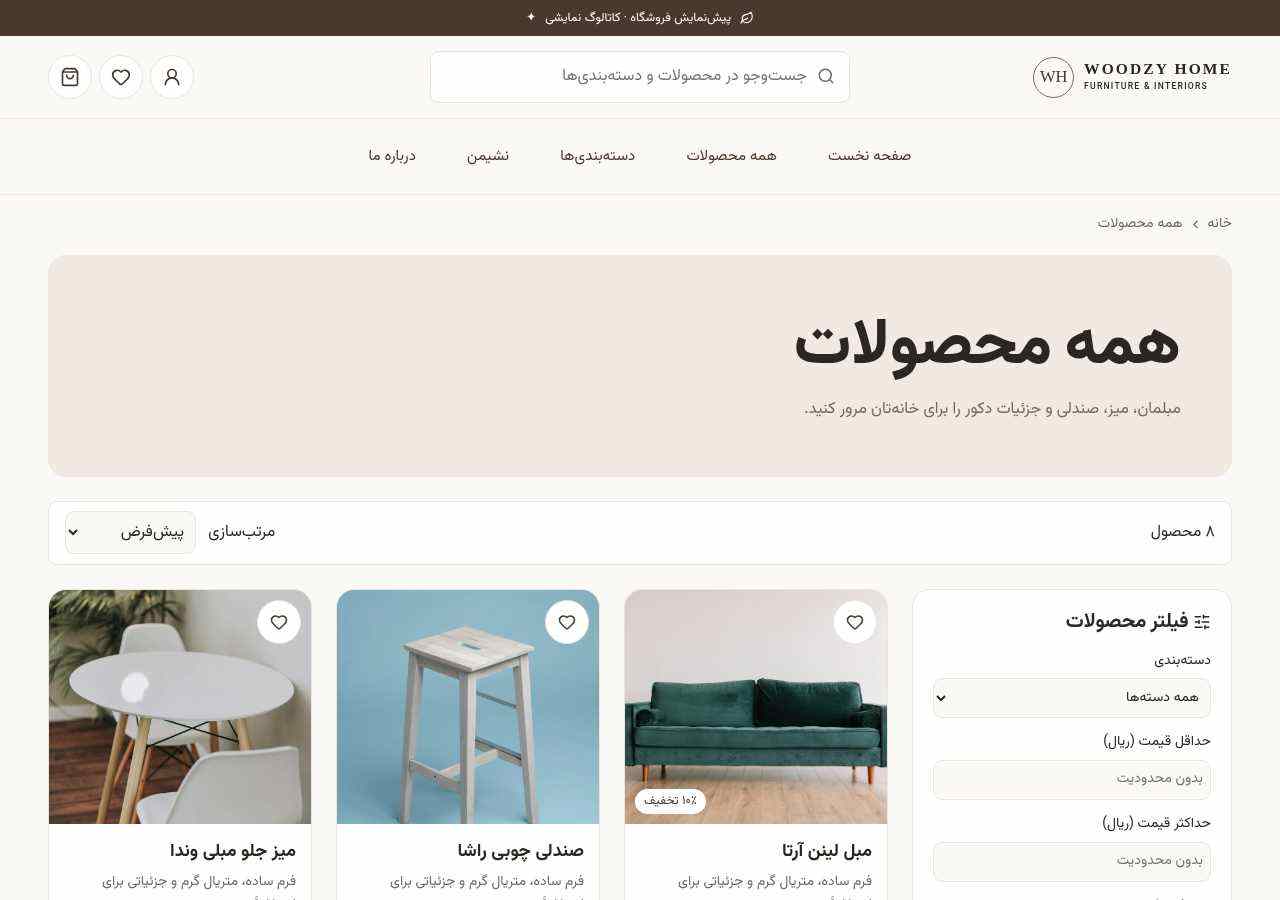 پیش‌نمایش فروشگاه · کاتالوگ نمایشی ✦
WOODZY HOME
WH
FURNITURE & INTERIORS
جست‌وجو در محصولات و دسته‌بندی‌ها
صفحه نخست
همه محصولات
دسته‌بندی‌ها
نشیمن
درباره ما
خانه › همه محصولات
همه محصولات
مبلمان، میز، صندلی و جزئیات دکور را برای خانه‌تان مرور کنید.
۸ محصول
مرتب‌سازی
پیش‌فرض
فیلتر محصولات
دسته‌بندی
همه دسته‌ها
حداقل قیمت (ریال)
بدون محدودیت
حداکثر قیمت (ریال)
بدون محدودیت
۱۰٪ تخفیف
مبل لینن آرتا
فرم ساده، متریال گرم و جزئیاتی برای
صندلی چوبی راشا
فرم ساده، متریال گرم و جزئیاتی برای
میز جلو مبلی وندا
فرم ساده، متریال گرم و جزئیاتی برای